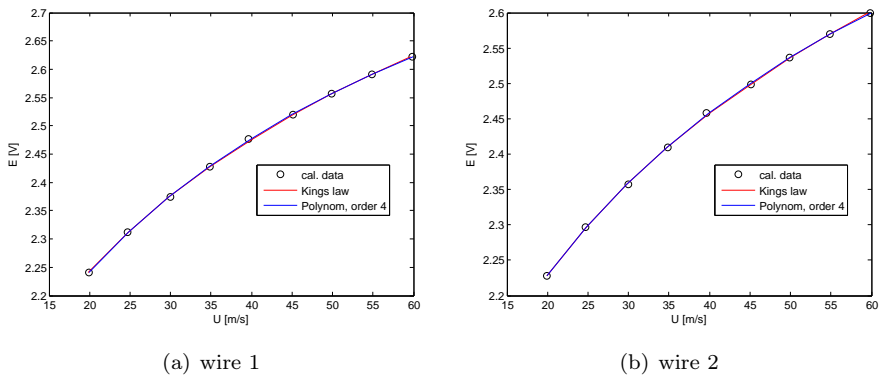 2.7
2.65
2.6
2.55
2.5
2.45
2.4
2.35
2.3
2.25
2.2
E [V]
15 20 25 30 35 40 45 50 55 60
U [m/s]
cal. data
Kings law
Polynom, order 4
(a) wire 1
2.6
2.55
2.5
2.45
2.4
2.35
2.3
2.25
2.2
E [V]
15 20 25 30 35 40 45 50 55 60
U [m/s]
cal. data
Kings law
Polynom, order 4
(b) wire 2